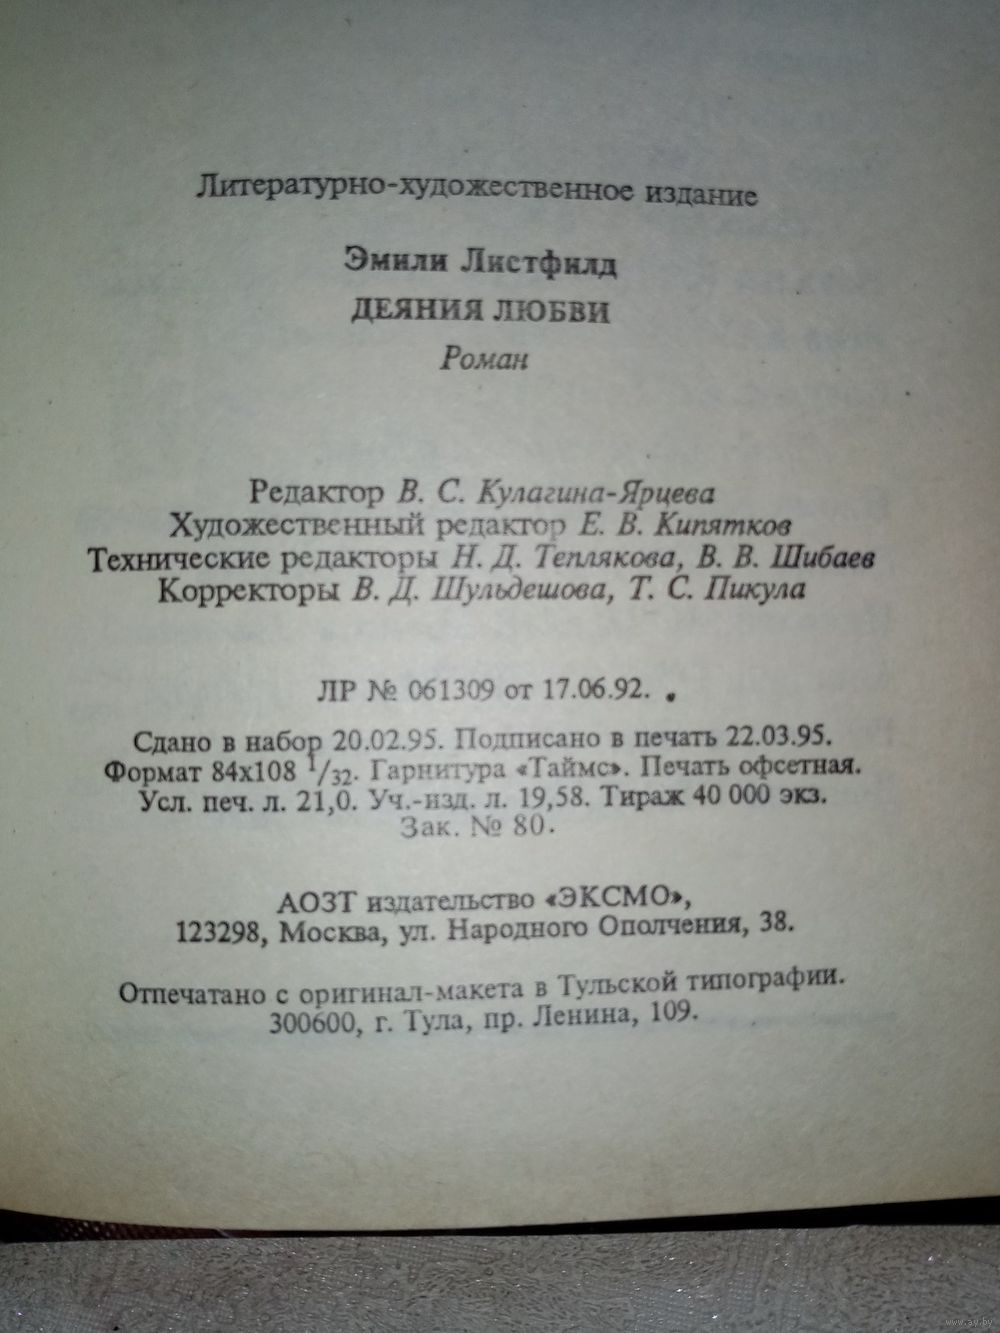 Литературно-художественное издание
Эмили Листфилд
ДЕЯНИЯ ЛЮБВИ
Роман
Редактор В. С. Кулагина-Ярцева
Художественный редактор Е. В. Кипятков
Технические редакторы Н. Д. Теплякова, В. В. Шибаев
Корректоры В. Д. Шульдешова, Т. С. Пикула
ЛР № 061309 от 17.06.92.
Сдано в набор 20.02.95. Подписано в печать 22.03.95.
Формат 84х108 1/32. Гарнитура «Таймс». Печать офсетная.
Усл. печ. л. 21,0. Уч.-изд. л. 19,58. Тираж 40 000 экз.
Зак. № 80.
АОЗТ издательство «ЭКСМО»,
123298, Москва, ул. Народного Ополчения, 38.
Отпечатано с оригинал-макета в Тульской типографии.
300600, г. Тула, пр. Ленина, 109.
www.ay.by